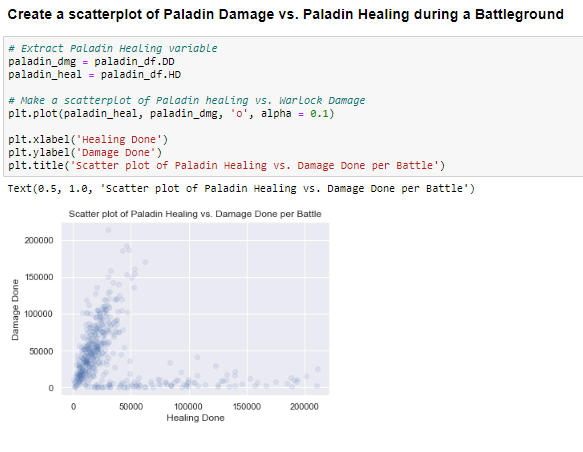 Create a scatterplot of Paladin Damage vs. Paladin Healing during a Battleground
# Extract Paladin Healing variable
paladin_dmg = paladin_df.DD
paladin_heal = paladin_df.HD
# Make a scatterplot of Paladin healing vs. Warlock Damage
plt.plot(paladin_heal, paladin_dmg, 'o', alpha = 0.1)
plt.xlabel('Healing Done')
plt.ylabel('Damage Done')
plt.title('Scatter plot of Paladin Healing vs. Damage Done per Battle')
Text(0.5, 1.0, 'Scatter plot of Paladin Healing vs. Damage Done per Battle')
Scatter plot of Paladin Healing vs. Damage Done per Battle
Damage Done
200000
150000
100000
50000
0
0 50000 100000 150000 200000
Healing Done